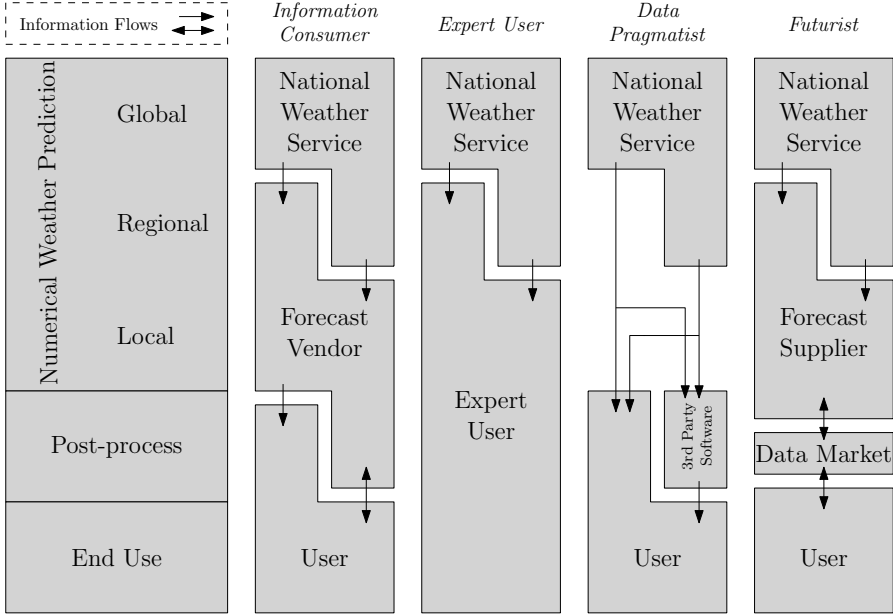 Information Flows
Information
Consumer
Expert User
Data
Pragmatist
Futurist
Numerical Weather Prediction
Global
Regional
Local
Post-process
End Use
National
Weather
Service
Forecast
Vendor
User
National
Weather
Service
Expert
User
National
Weather
Service
3rd Party
Software
User
National
Weather
Service
Forecast
Supplier
Data Market
User